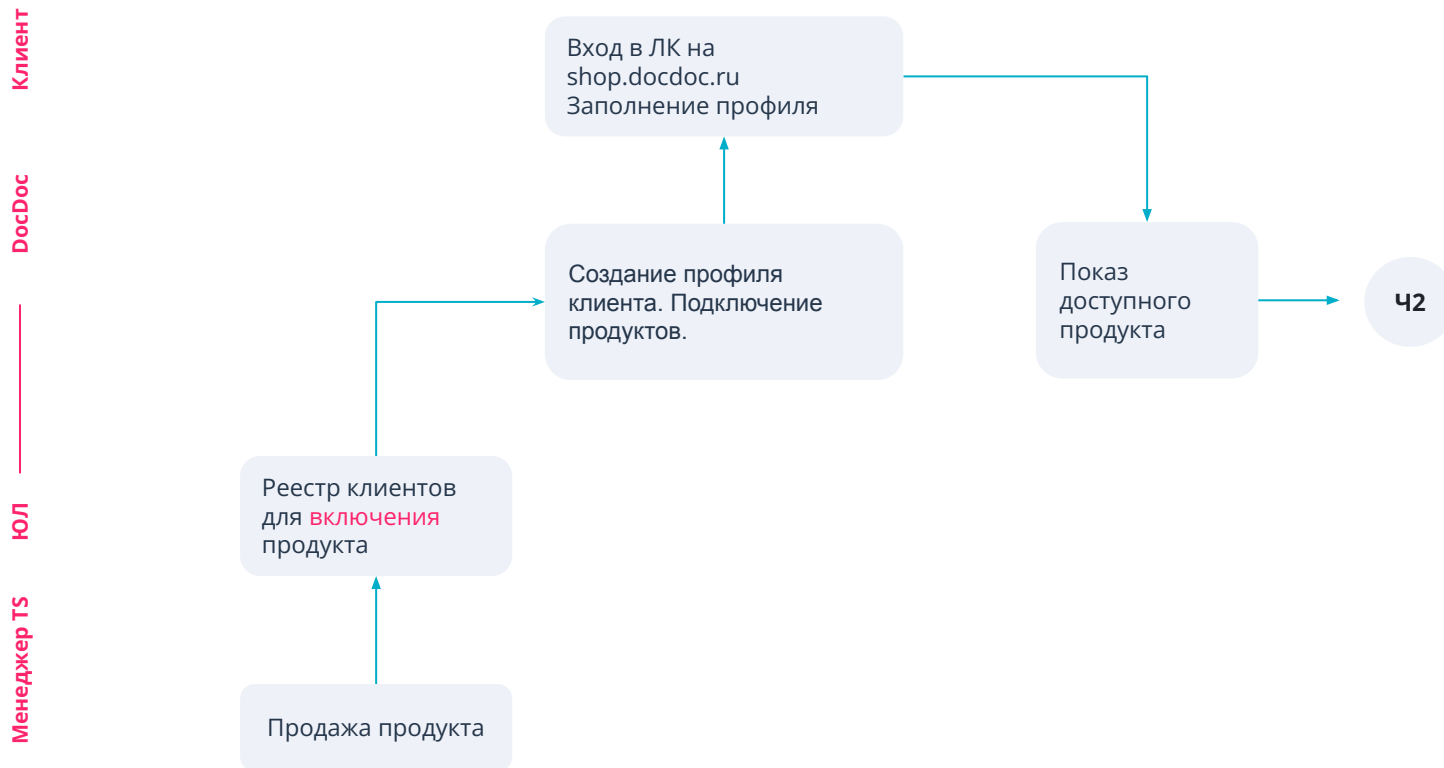 Клиент
Вход в ЛК на
shop.docdoc.ru
Заполнение профиля
DocDoc
Создание профиля
клиента. Подключение
продуктов.
Показ
доступного
продукта
Ч2
ЮЛ
Реестр клиентов
для включения
продукта
Менеджер TS
Продажа продукта